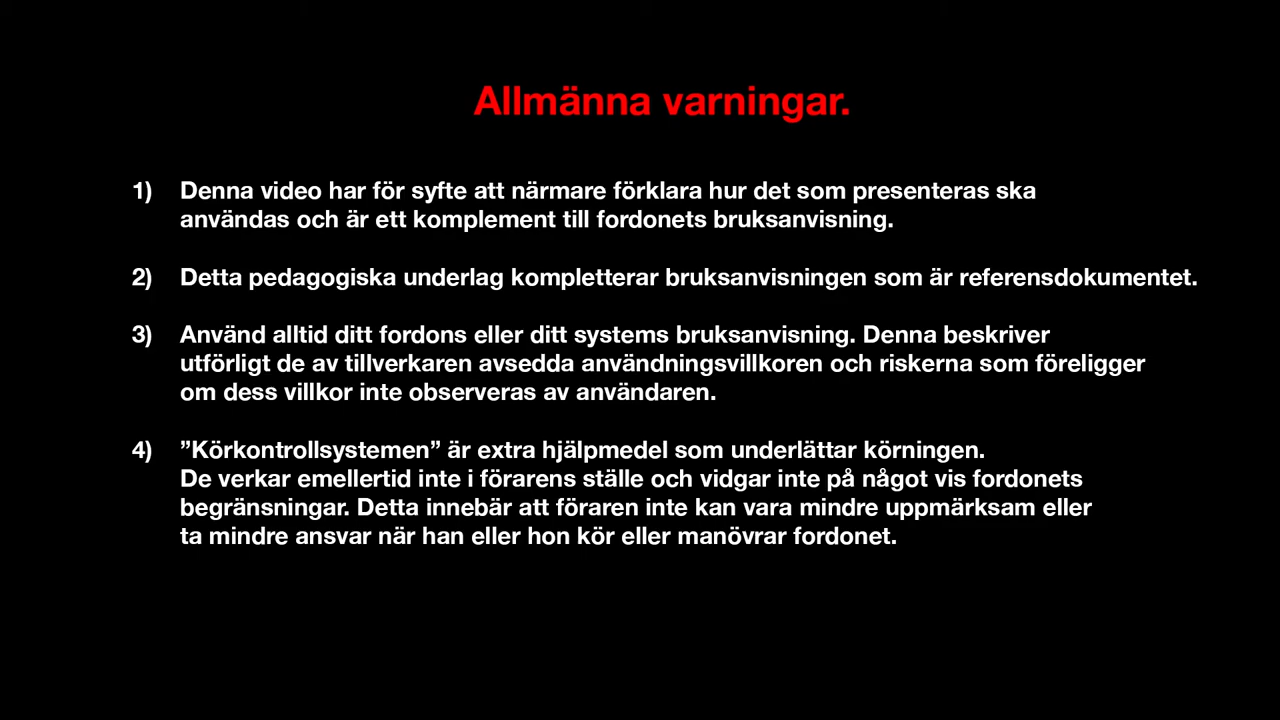 Allmänna varningar.
1) Denna video har för syfte att närmare förklara hur det som presenteras ska
användas och är ett komplement till fordonets bruksanvisning.
2) Detta pedagogiska underlag kompletterar bruksanvisningen som är referensdokumentet.
3) Använd alltid ditt fordons eller ditt systems bruksanvisning. Denna beskriver
utförligt de av tillverkaren avsedda användningsvillkoren och riskerna som föreligger
om dess villkor inte observeras av användaren.
4) ”Körkontrollsystemen” är extra hjälpmedel som underlättar körningen.
De verkar emellertid inte i förarens ställe och vidgar inte på något vis fordonets
begränsningar. Detta innebär att föraren inte kan vara mindre uppmärksam eller
ta mindre ansvar när han eller hon kör eller manövrar fordonet.